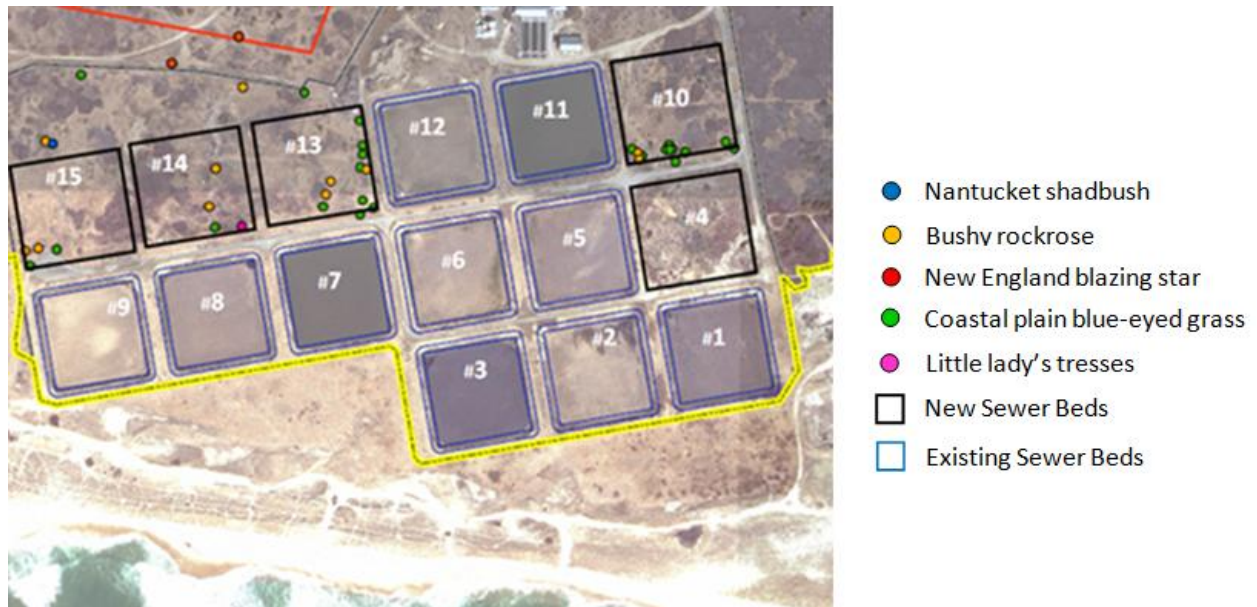 #10
#11
#12
#13
#14
#15
#4
#5
#6
#7
#8
#9
#1
#2
#3
Nantucket shadbush
Bushy rockrose
New England blazing star
Coastal plain blue-eyed grass
Little lady's tresses
New Sewer Beds
Existing Sewer Beds